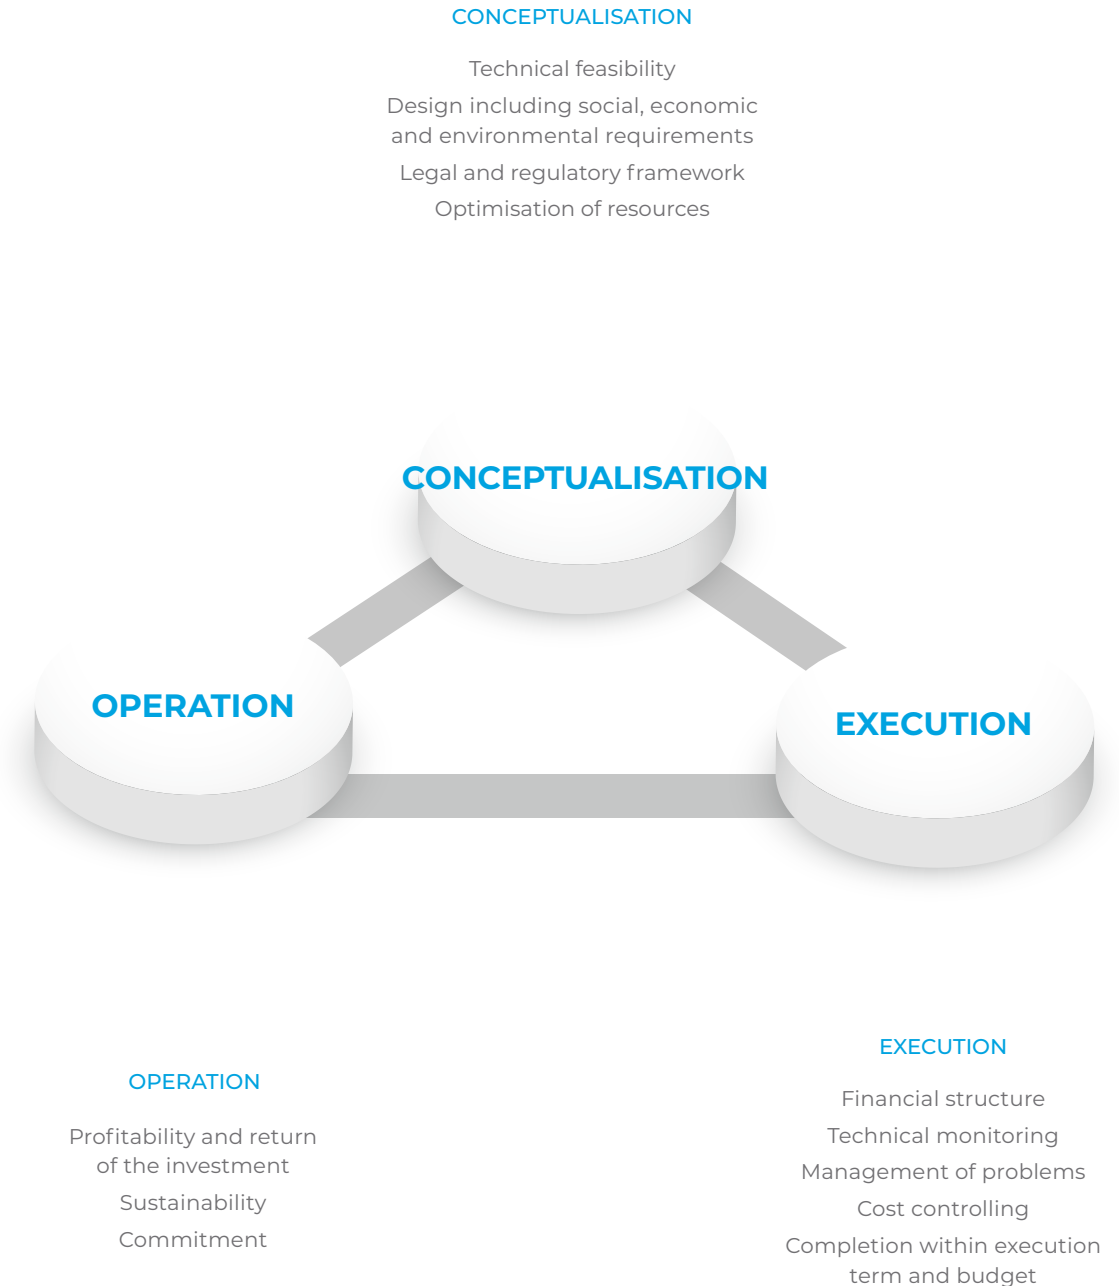 CONCEPTUALISATION
Technical feasibility
Design including social, economic
and environmental requirements
Legal and regulatory framework
Optimisation of resources
CONCEPTUALISATION
OPERATION
EXECUTION
OPERATION
Profitability and return
of the investment
Sustainability
Commitment
EXECUTION
Financial structure
Technical monitoring
Management of problems
Cost controlling
Completion within execution
term and budget